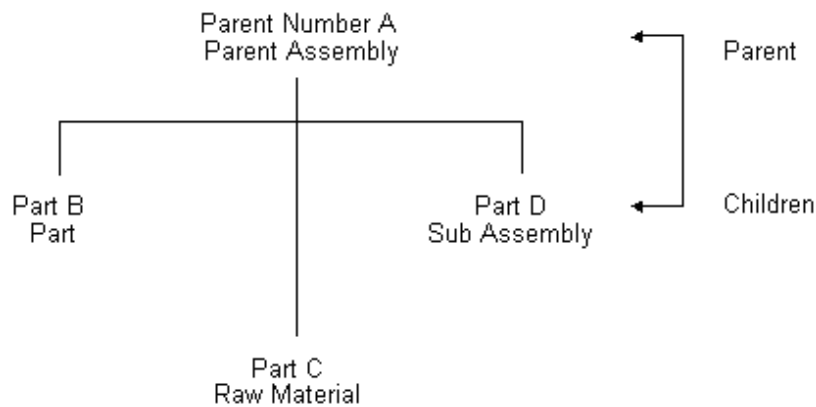 Parent Number A
Parent Assembly
Parent
Part B
Part
Part D
Sub Assembly
Children
Part C
Raw Material